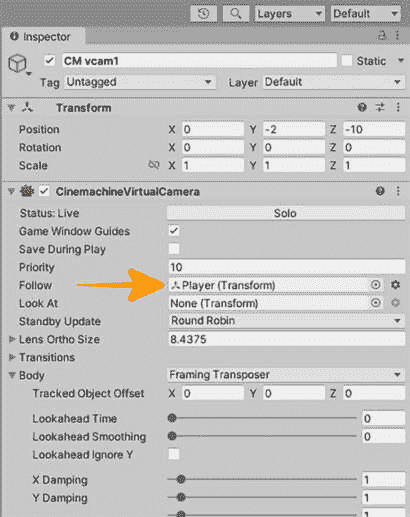 Layers Default
Inspector
CM vcam1 Static
Tag Untagged Layer Default
Transform
Position X 0 Y -2 Z -10
Rotation X 0 Y 0 Z 0
Scale X 1 Y 1 Z 1
CinemachineVirtualCamera
Status: Live Solo
Game Window Guides
Save During Play
Priority 10
Follow Player (Transform)
Look At None (Transform)
Standby Update Round Robin
Lens Ortho Size 8.4375
Transitions
Body Framing Transposer
Tracked Object Offset X 0 Y 0 Z 0
Lookahead Time 0
Lookahead Smoothing 0
Lookahead Ignore Y
X Damping 1
Y Damping 1